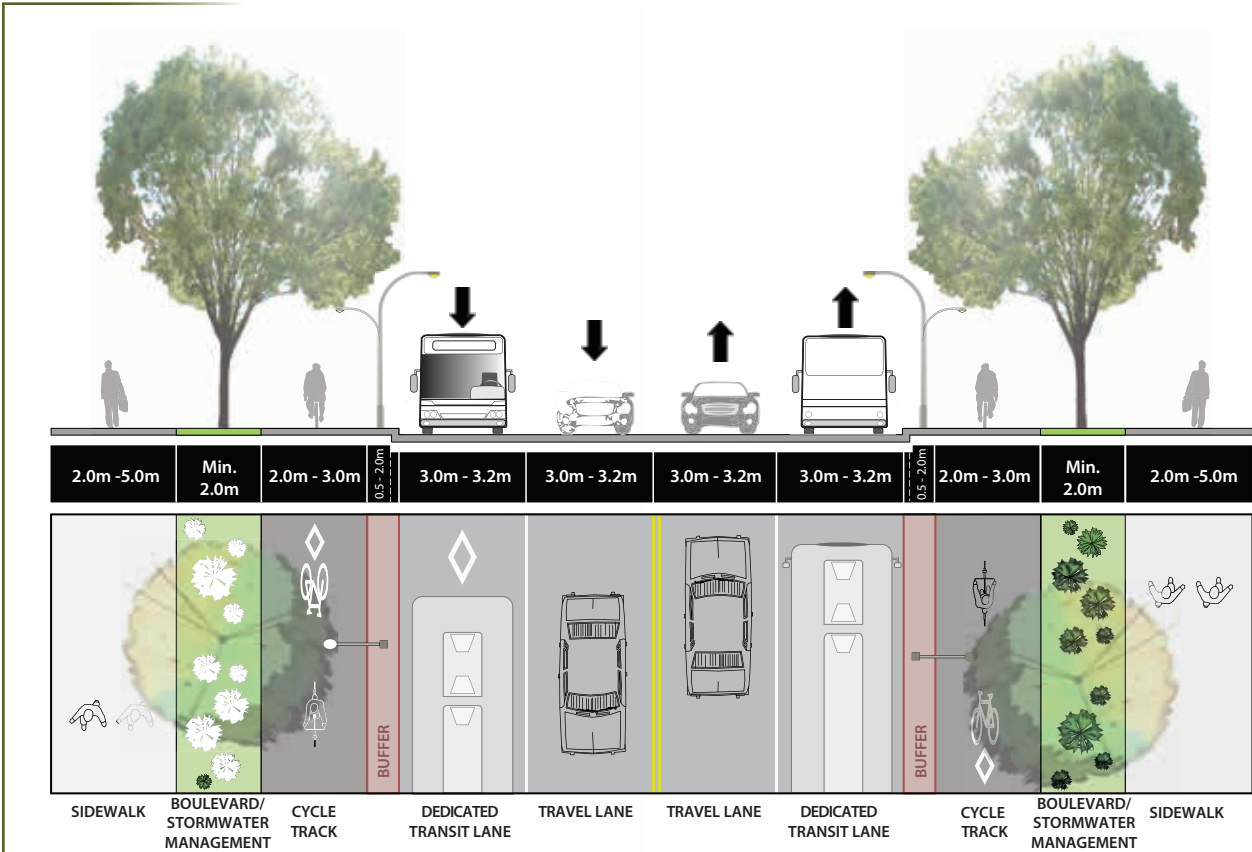 2.0m -5.0m
Min.
2.0m
2.0m - 3.0m
0.5 - 2.0m
3.0m - 3.2m
3.0m - 3.2m
3.0m - 3.2m
3.0m - 3.2m
0.5 - 2.0m
2.0m - 3.0m
Min.
2.0m
2.0m -5.0m
BUFFER
BUFFER
SIDEWALK
BOULEVARD/
STORMWATER
MANAGEMENT
CYCLE
TRACK
DEDICATED
TRANSIT LANE
TRAVEL LANE
TRAVEL LANE
DEDICATED
TRANSIT LANE
CYCLE
TRACK
BOULEVARD/
STORMWATER
MANAGEMENT
SIDEWALK